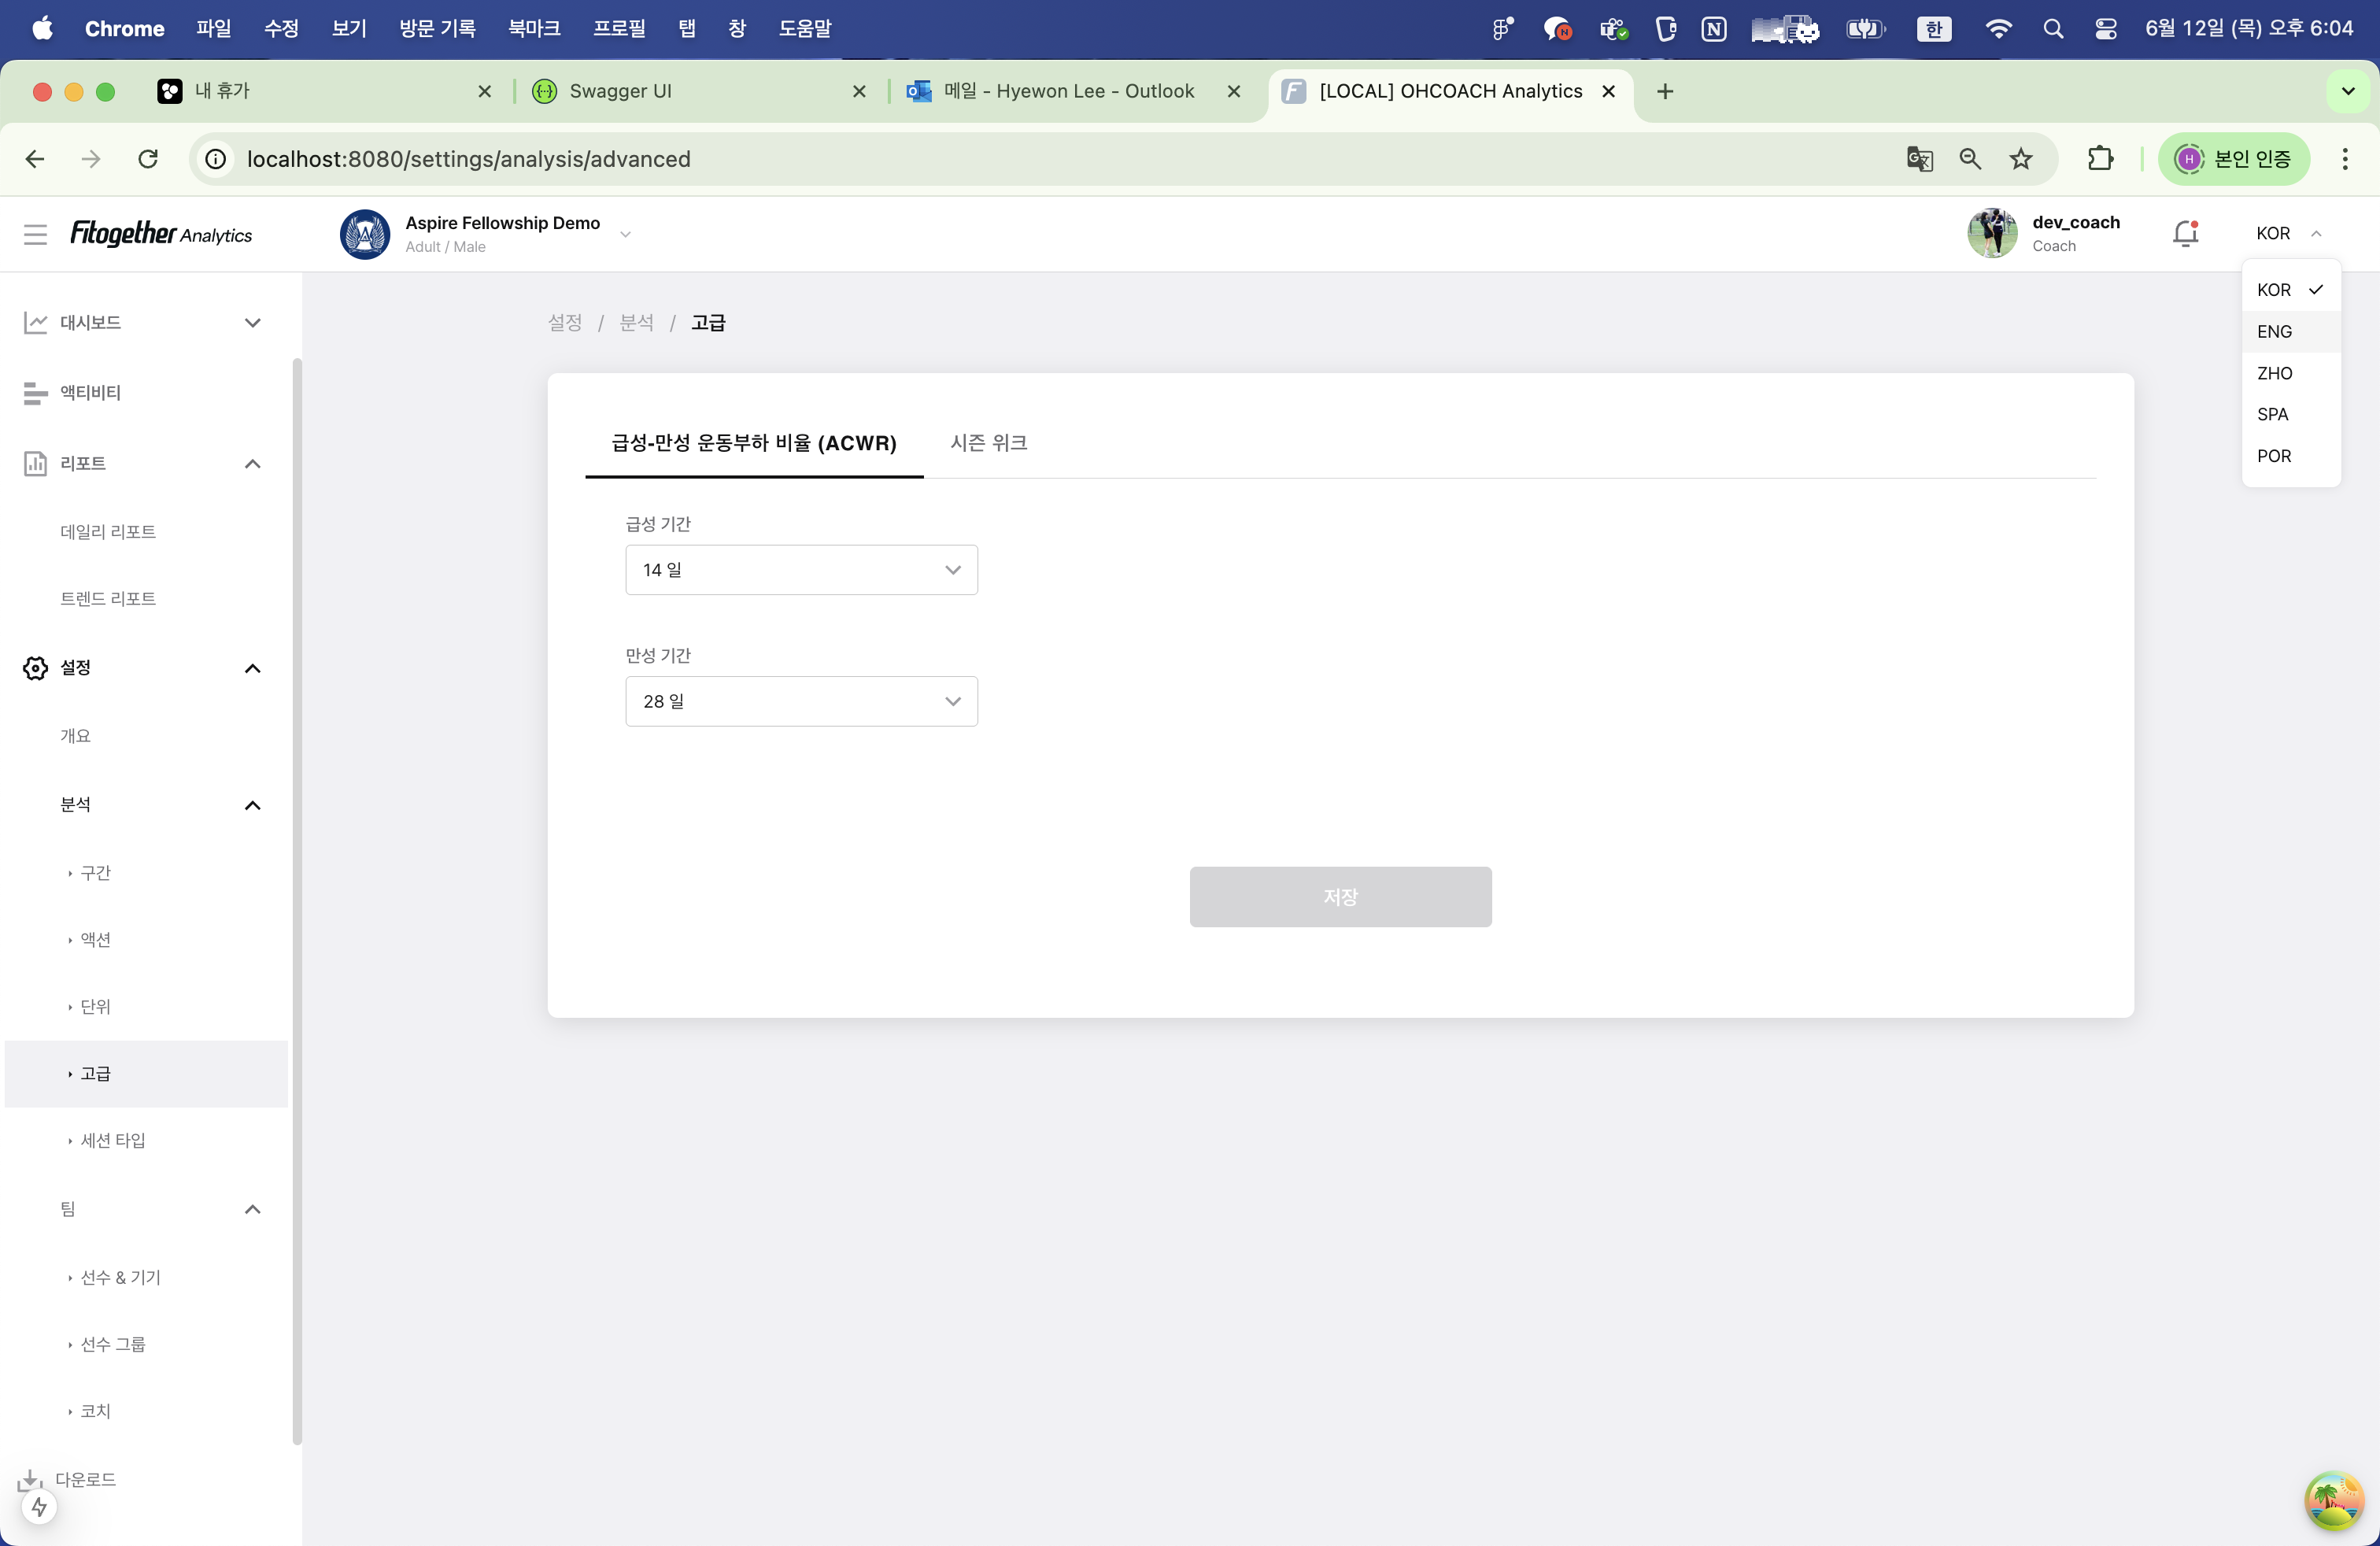 Chrome 파일 수정 보기 방문 기록 북마크 프로필 탭 창 도움말 한 6월 12일 (목) 오후 6:04
내 휴가 Swagger UI 메일 - Hyewon Lee - Outlook [LOCAL] OHCOACH Analytics
localhost:8080/settings/analysis/advanced H 본인 인증
Fitogether Analytics
Aspire Fellowship Demo
Adult / Male
dev_coach
Coach
KOR
KOR
ENG
ZHO
SPA
POR
대시보드
액티비티
리포트
데일리 리포트
트렌드 리포트
설정
개요
분석
구간
액션
단위
고급
세션 타입
팀
선수 & 기기
선수 그룹
코치
다운로드
설정 / 분석 / 고급
급성-만성 운동부하 비율 (ACWR) 시즌 위크
급성 기간
14 일
만성 기간
28 일
저장